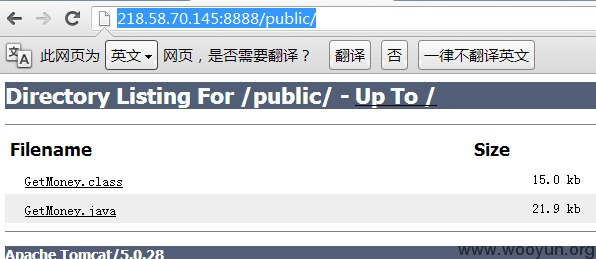 218.58.70.145:8888/public/
此网页为 英文 网页，是否需要翻译？ 翻译 否 一律不翻译英文
Directory Listing For /public/ - Up To /
Filename Size
GetMoney.class 15.0 kb
GetMoney.java 21.9 kb
Apache Tomcat/5.0.28
www.wooyun.org